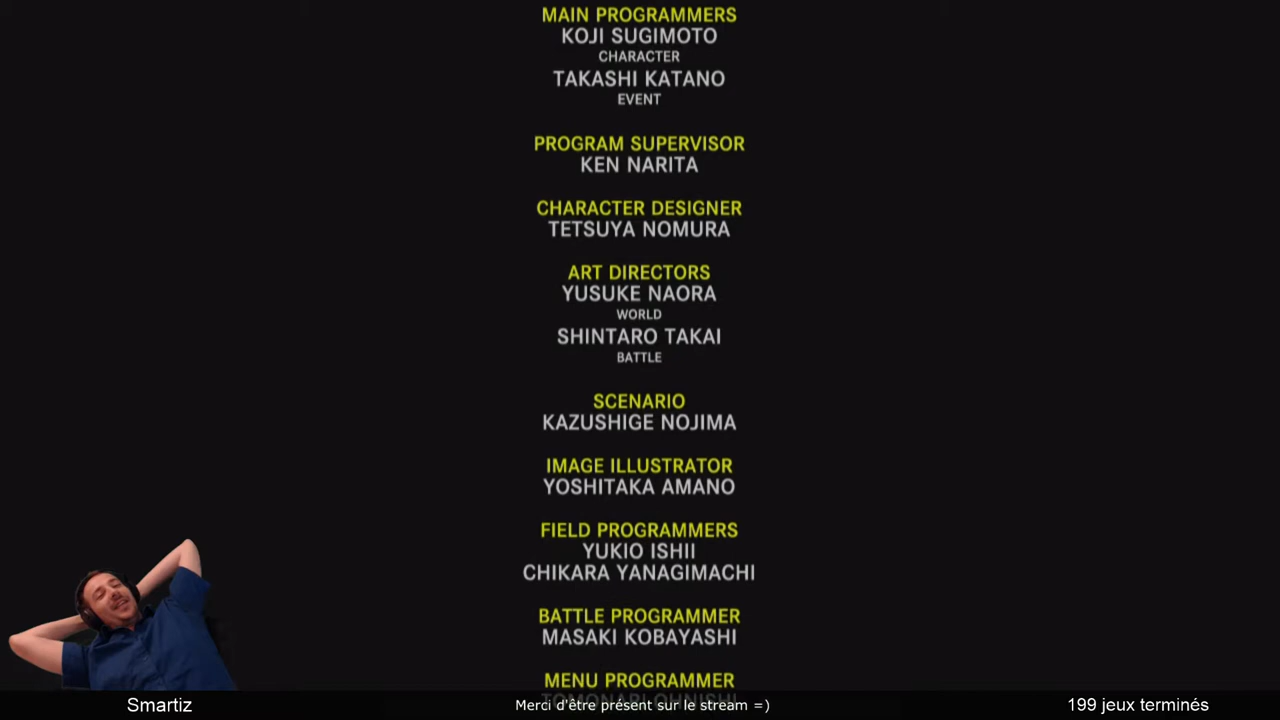 MAIN PROGRAMMERS
KOJI SUGIMOTO
CHARACTER
TAKASHI KATANO
EVENT
PROGRAM SUPERVISOR
KEN NARITA
CHARACTER DESIGNER
TETSUYA NOMURA
ART DIRECTORS
YUSUKE NAORA
WORLD
SHINTARO TAKAI
BATTLE
SCENARIO
KAZUSHIGE NOJIMA
IMAGE ILLUSTRATOR
YOSHITAKA AMANO
FIELD PROGRAMMERS
YUKIO ISHII
CHIKARA YANAGIMACHI
BATTLE PROGRAMMER
MASAKI KOBAYASHI
MENU PROGRAMMER
TOMONARI OHNISHI
Smartiz
Merci d'être présent sur le stream =)
199 jeux terminés